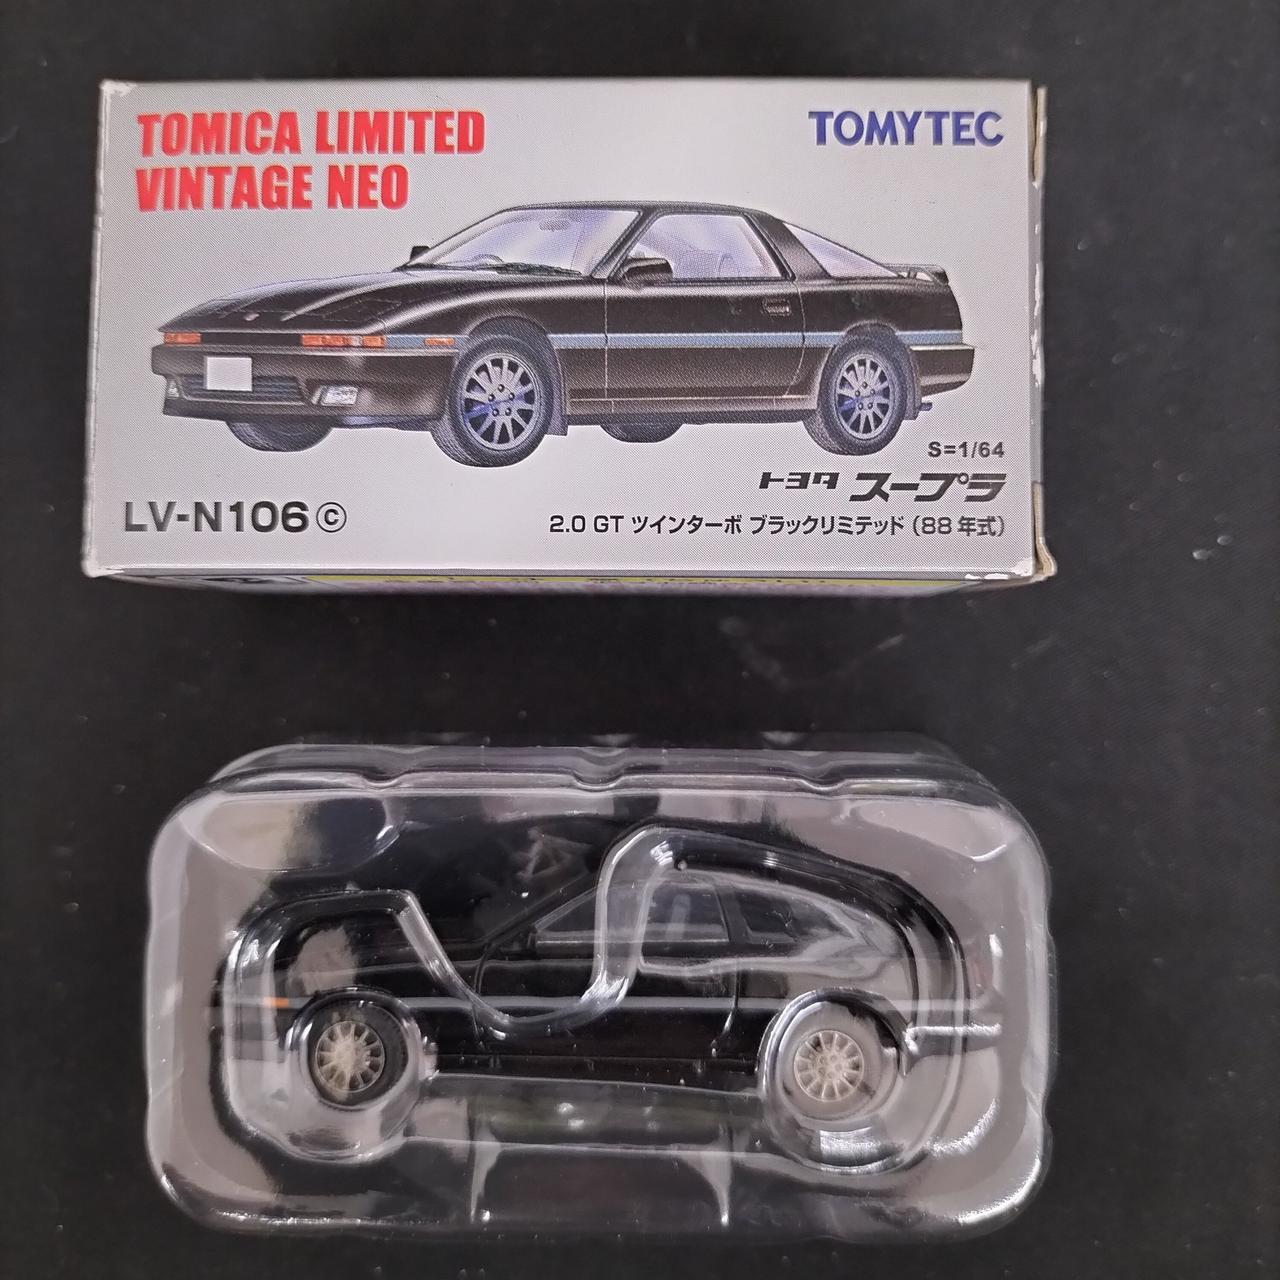 TOMICA LIMITED
VINTAGE NEO
TOMYTEC
S=1/64
トヨタ スープラ
LV-N106 ©
2.0 GT ツインターボ ブラックリミテッド (88 年式)